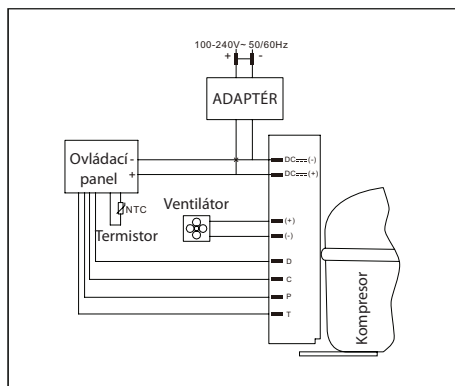 100-240V~ 50/60Hz
+ -
ADAPTÉR
Ovládací -
panel +
DC⎓(-)
DC⎓(+)
NTC
Termistor
Ventilátor
(+)
(-)
D
C
P
T
Kompresor